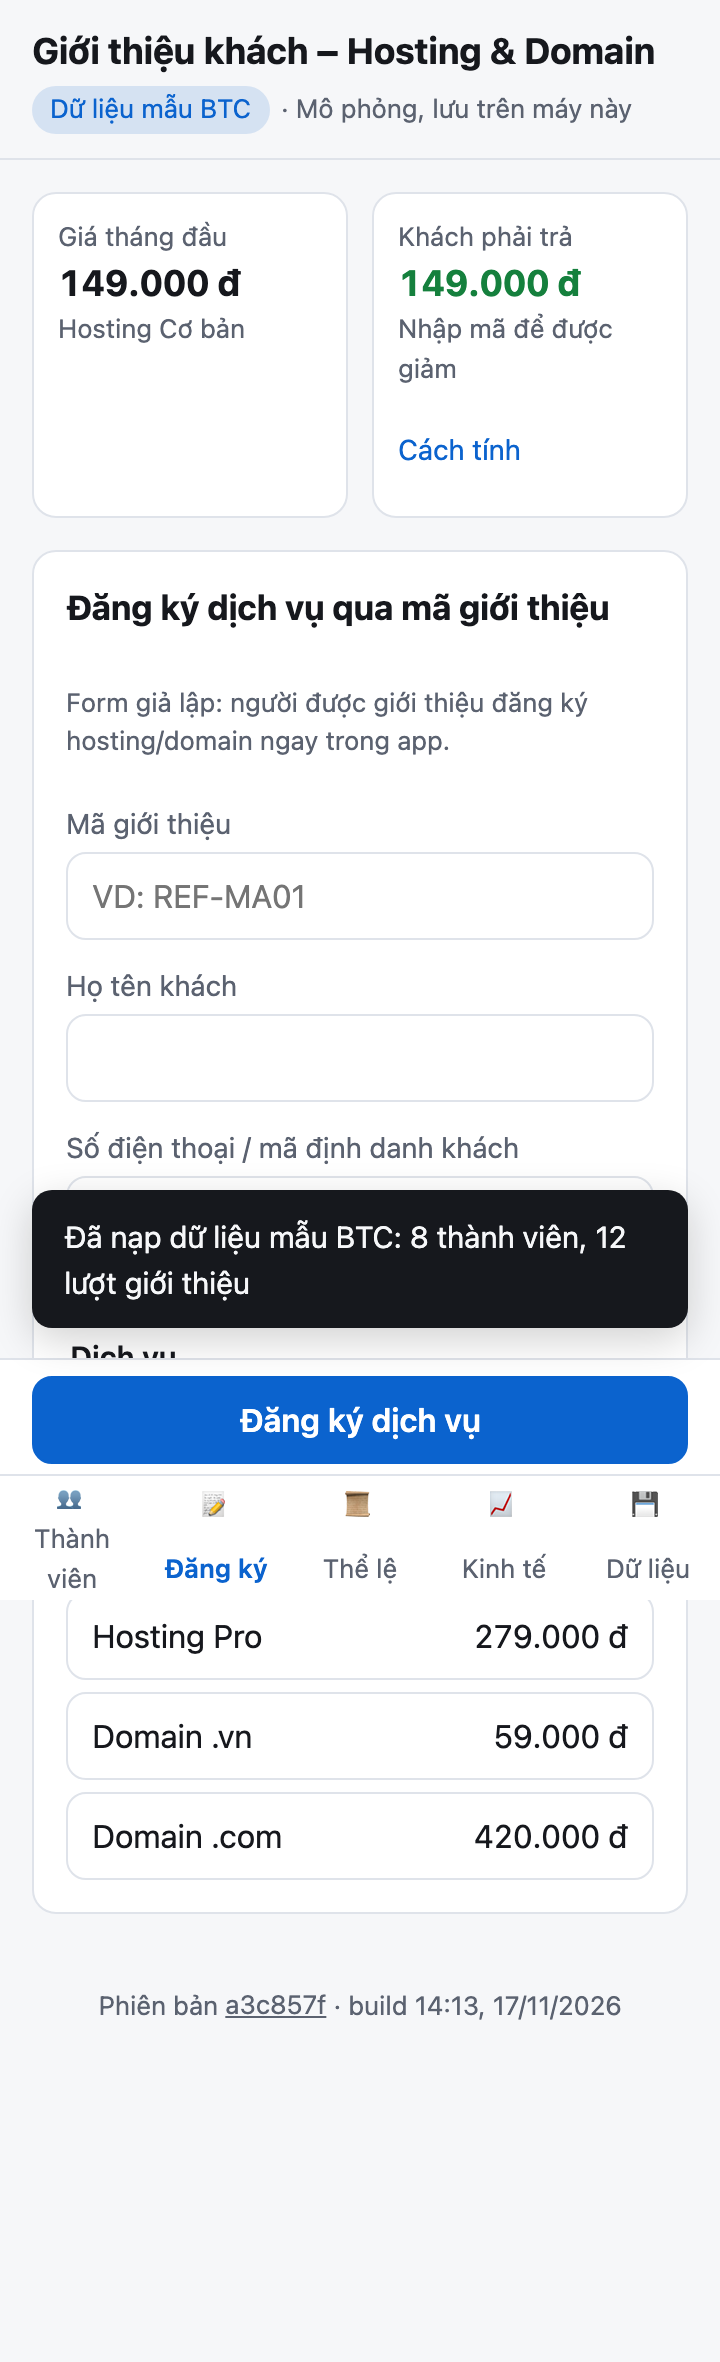 Giới thiệu khách – Hosting & Domain
Dữ liệu mẫu BTC · Mô phỏng, lưu trên máy này
Giá tháng đầu
149.000 đ
Hosting Cơ bản
Khách phải trả
149.000 đ
Nhập mã để được
giảm
Cách tính
Đăng ký dịch vụ qua mã giới thiệu
Form giả lập: người được giới thiệu đăng ký
hosting/domain ngay trong app.
Mã giới thiệu
VD: REF-MA01
Họ tên khách
Số điện thoại / mã định danh khách
Đã nạp dữ liệu mẫu BTC: 8 thành viên, 12
lượt giới thiệu
Dịch vụ
Đăng ký dịch vụ
Thành
viên
Đăng ký
Thể lệ
Kinh tế
Dữ liệu
Hosting Pro 279.000 đ
Domain .vn 59.000 đ
Domain .com 420.000 đ
Phiên bản a3c857f · build 14:13, 17/11/2026